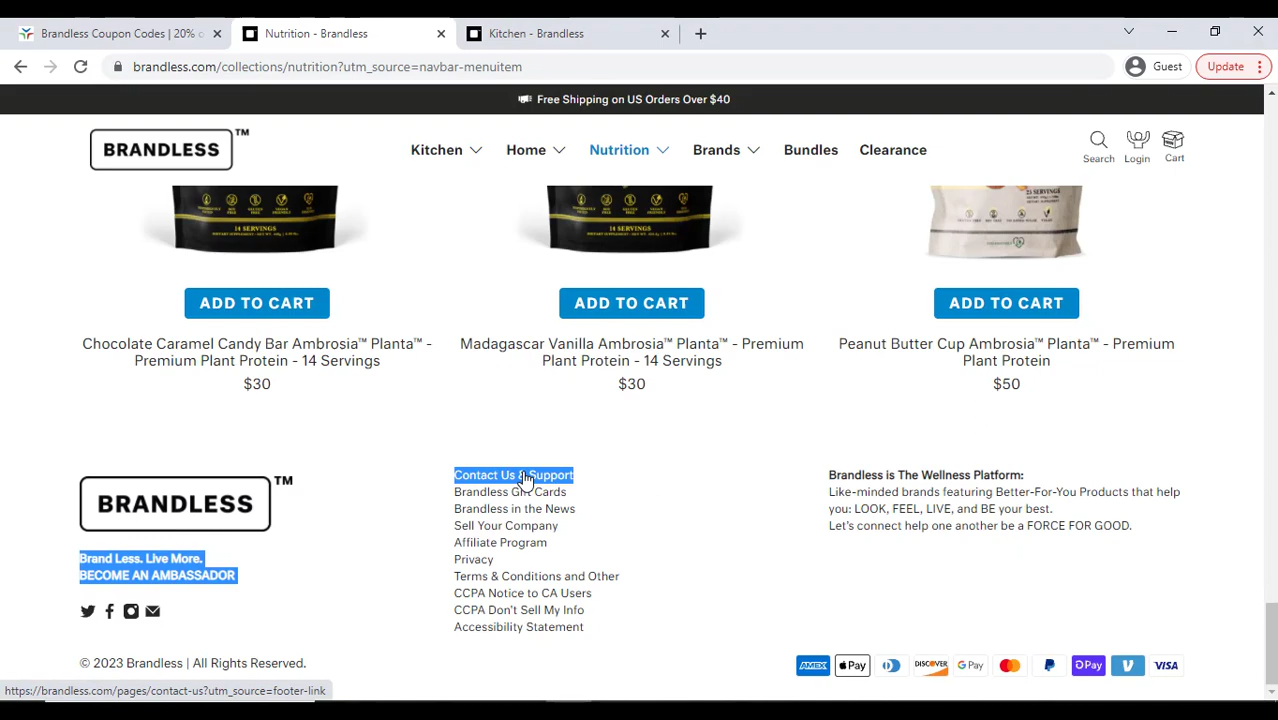 Brandless Coupon Codes | 20% o
Nutrition - Brandless
Kitchen - Brandless
brandless.com/collections/nutrition?utm_source=navbar-menuitem
Guest
Update
Free Shipping on US Orders Over $40
BRANDLESS™
Kitchen
Home
Nutrition
Brands
Bundles
Clearance
Search
Login
Cart
14 SERVINGS
14 SERVINGS
ADD TO CART
ADD TO CART
ADD TO CART
Chocolate Caramel Candy Bar Ambrosia™ Planta™ -
Premium Plant Protein - 14 Servings
$30
Madagascar Vanilla Ambrosia™ Planta™ - Premium
Plant Protein - 14 Servings
$30
Peanut Butter Cup Ambrosia™ Planta™ - Premium
Plant Protein
$50
BRANDLESS™
Brand Less. Live More.
BECOME AN AMBASSADOR
Contact Us & Support
Brandless Gift Cards
Brandless in the News
Sell Your Company
Affiliate Program
Privacy
Terms & Conditions and Other
CCPA Notice to CA Users
CCPA Don't Sell My Info
Accessibility Statement
Brandless is The Wellness Platform:
Like-minded brands featuring Better-For-You Products that help
you: LOOK, FEEL, LIVE, and BE your best.
Let's connect help one another be a FORCE FOR GOOD.
© 2023 Brandless | All Rights Reserved.
AMEX
Pay
DISCOVER
G Pay
Pay
VISA
https://brandless.com/pages/contact-us?utm_source=footer-link